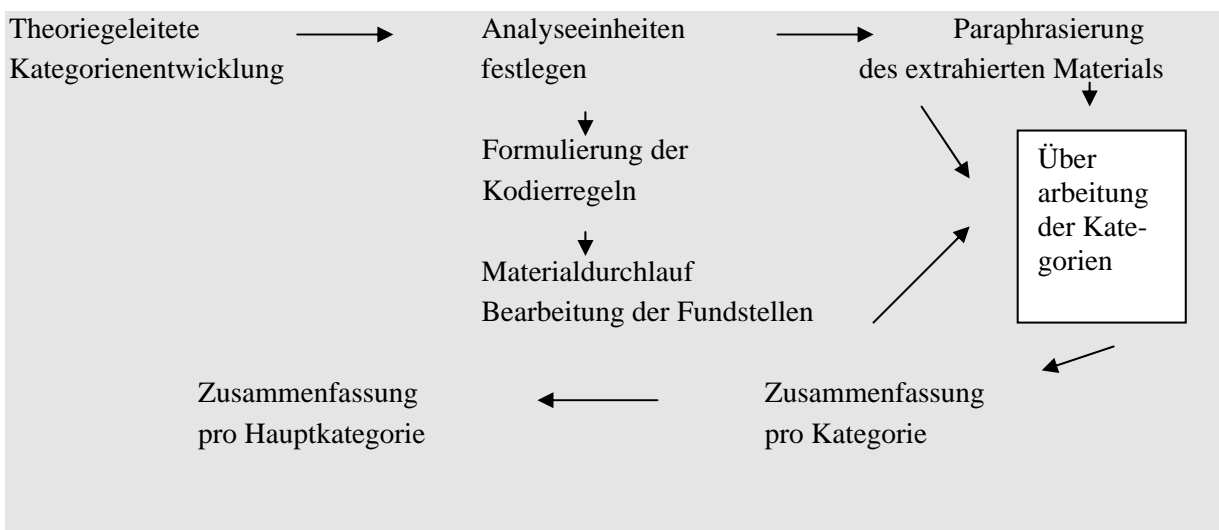 Theoriegeleitete
Kategorienentwicklung
Analyseeinheiten
festlegen
Paraphrasierung
des extrahierten Materials
Formulierung der
Kodierregeln
Materialdurchlauf
Bearbeitung der Fundstellen
Über
arbeitung
der Kate-
gorien
Zusammenfassung
pro Kategorie
Zusammenfassung
pro Hauptkategorie